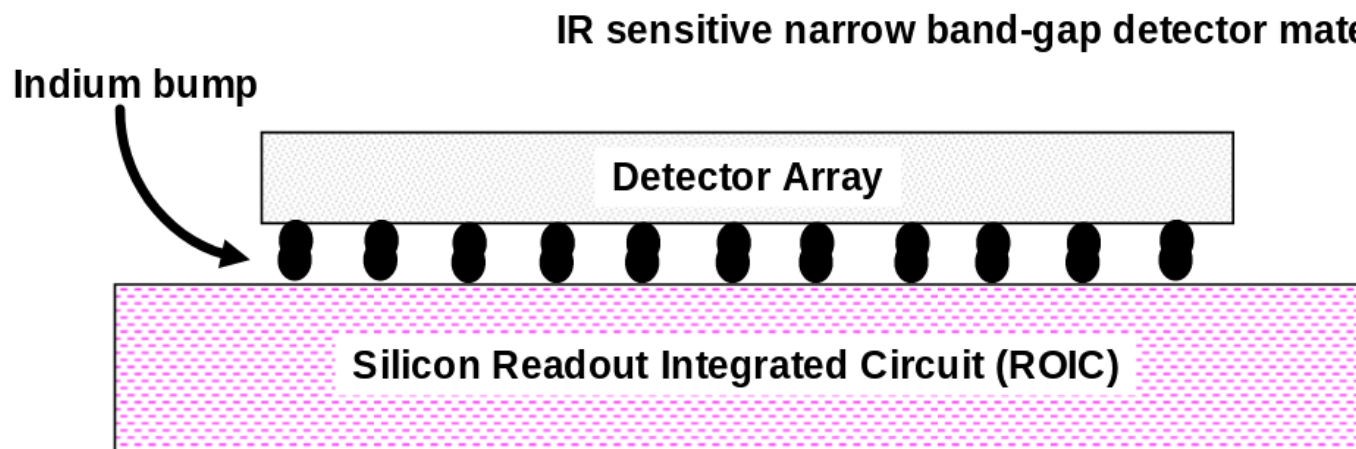 IR sensitive narrow band-gap detector mate
Indium bump
Detector Array
Silicon Readout Integrated Circuit (ROIC)